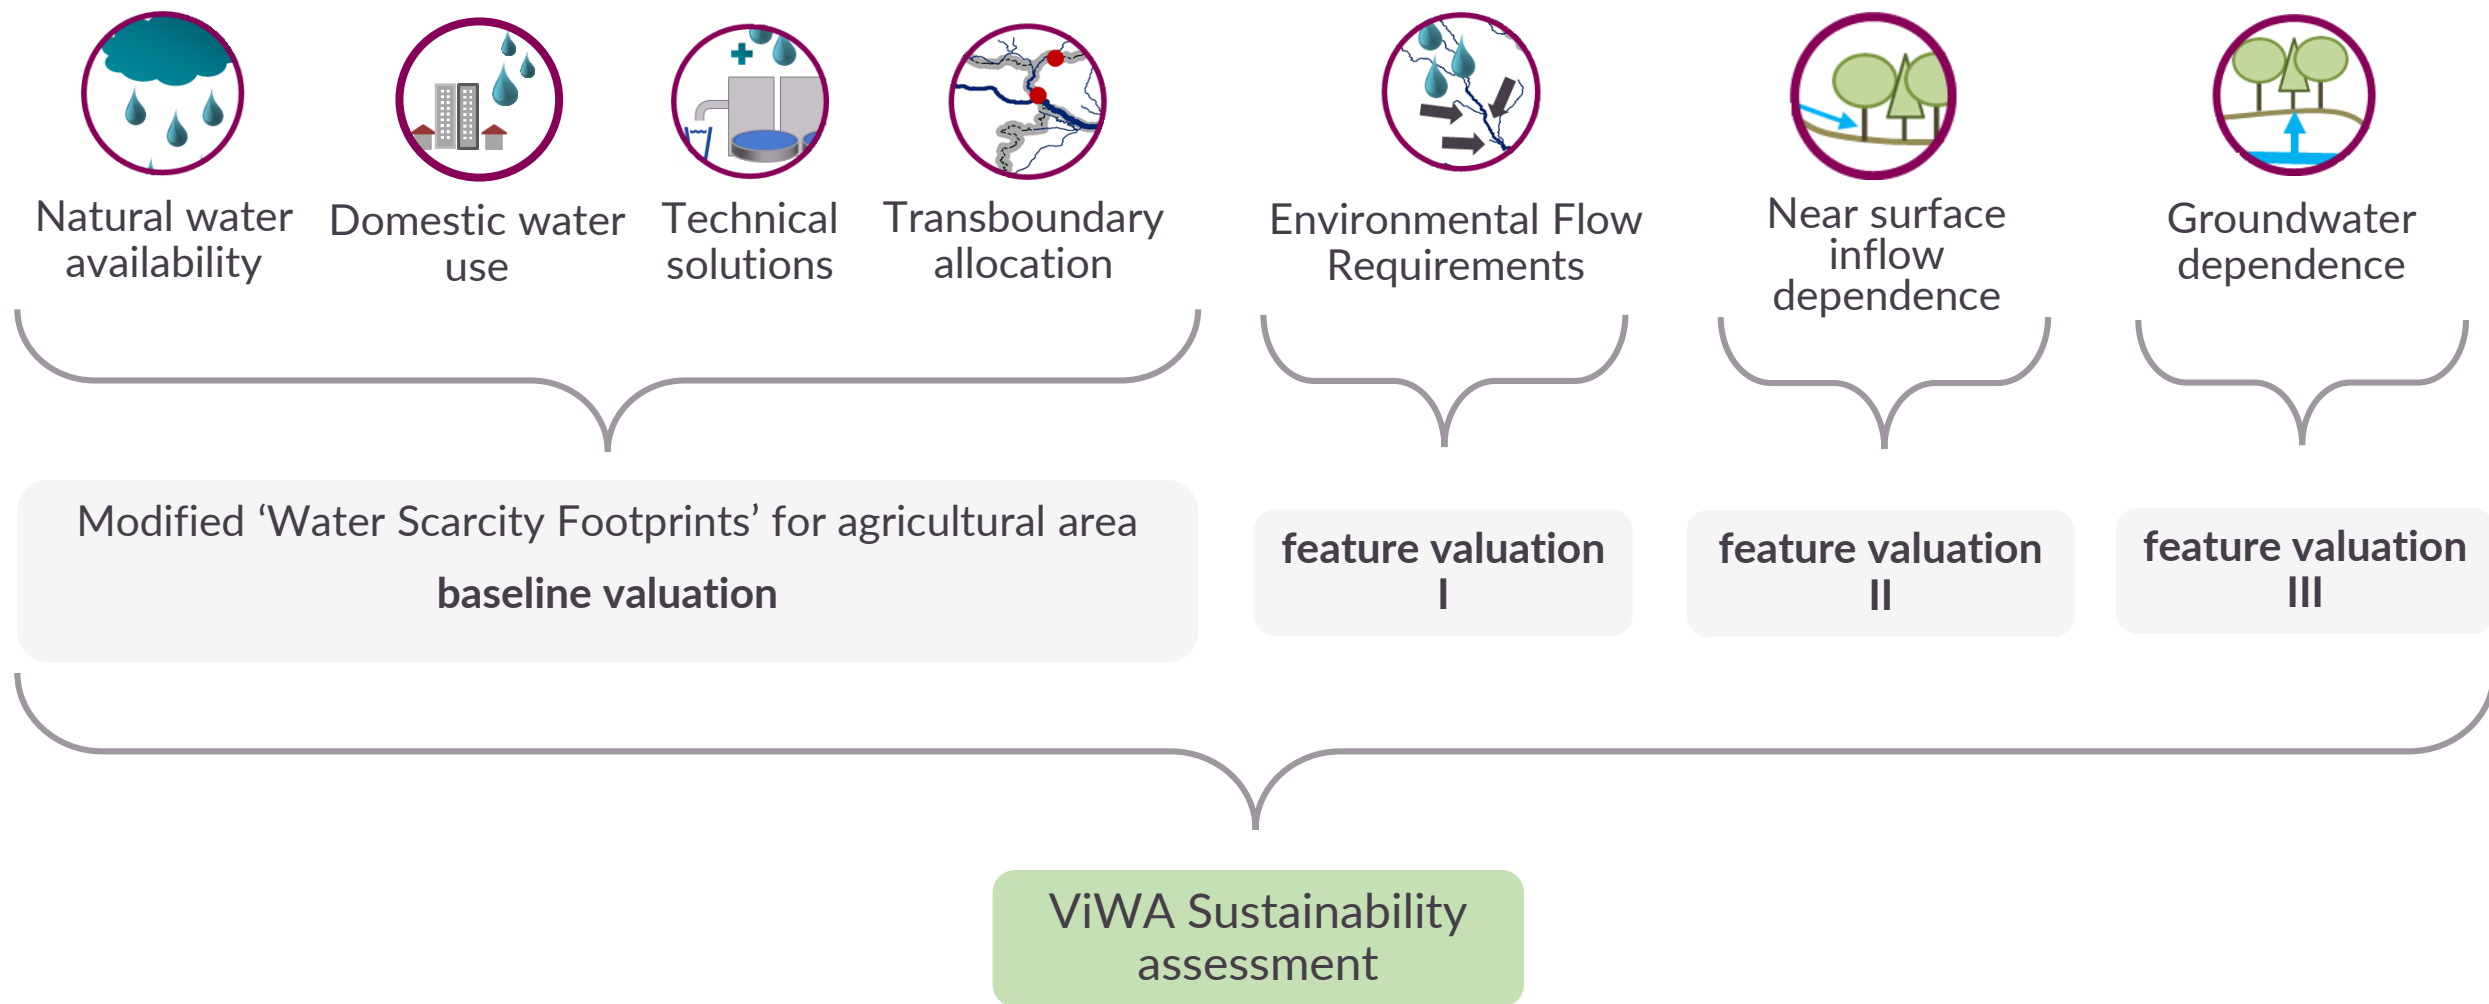 Natural water
availability
Domestic water
use
Technical
solutions
Transboundary
allocation
Environmental Flow
Requirements
Near surface
inflow
dependence
Groundwater
dependence
Modified ‘Water Scarcity Footprints’ for agricultural area
baseline valuation
feature valuation
I
feature valuation
II
feature valuation
III
ViWA Sustainability
assessment